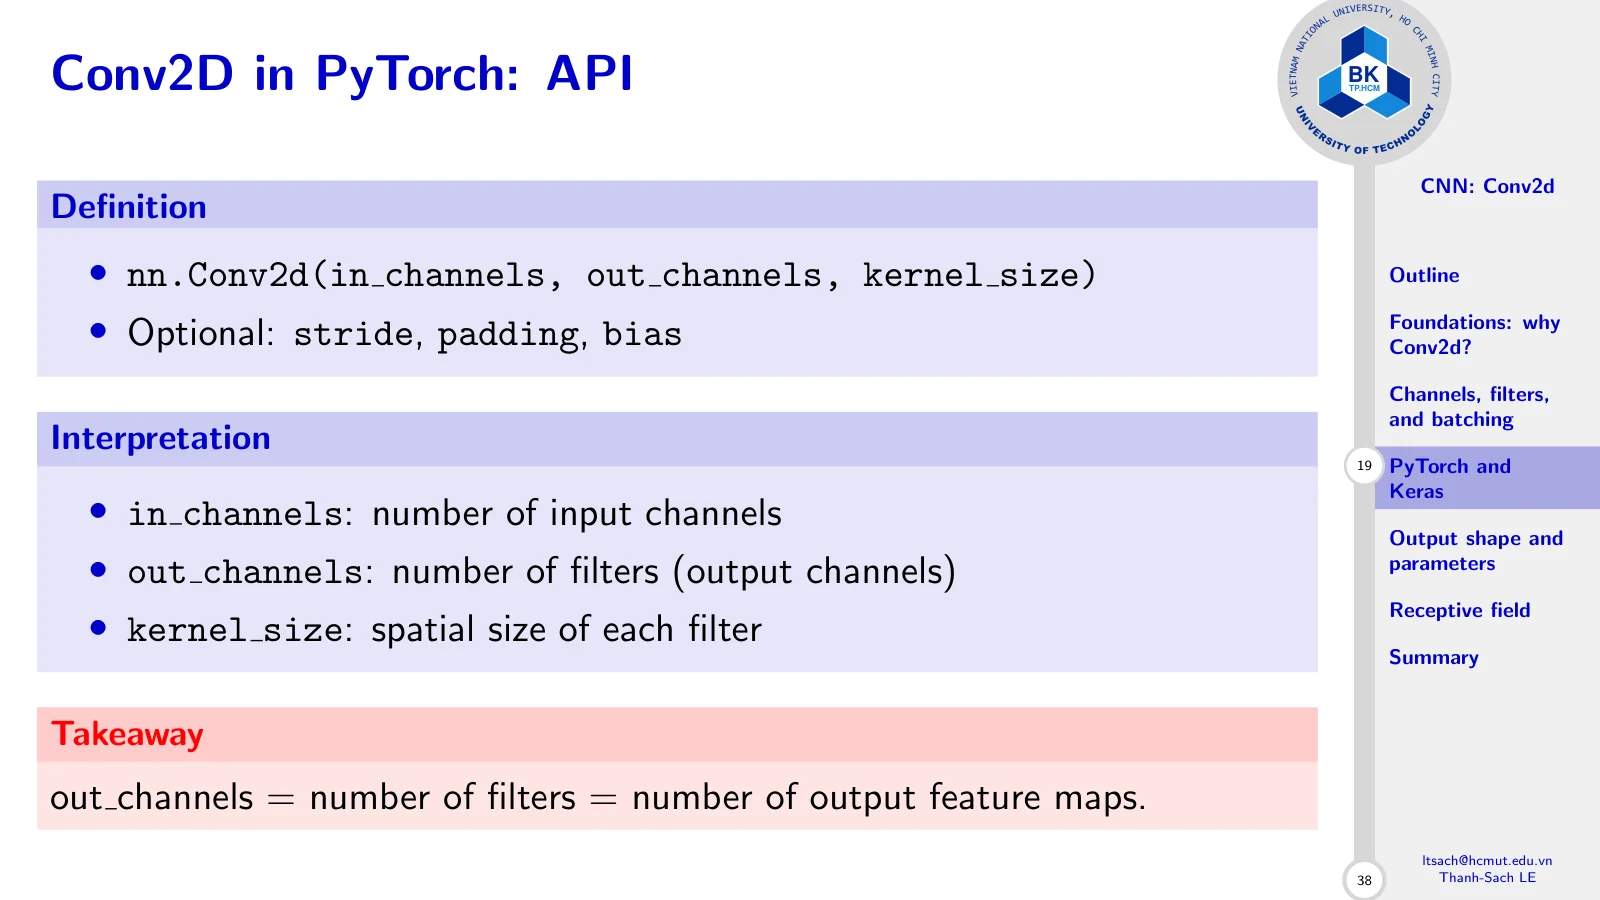 Conv2D in PyTorch: API
VIETNAM NATIONAL UNIVERSITY, HO CHI MINH CITY
BK
TP.HCM
UNIVERSITY OF TECHNOLOGY
Definition
• nn.Conv2d(in_channels, out_channels, kernel_size)
• Optional: stride, padding, bias
Interpretation
• in_channels: number of input channels
• out_channels: number of filters (output channels)
• kernel_size: spatial size of each filter
Takeaway
out_channels = number of filters = number of output feature maps.
CNN: Conv2d
Outline
Foundations: why
Conv2d?
Channels, filters,
and batching
19
PyTorch and
Keras
Output shape and
parameters
Receptive field
Summary
ltsach@hcmut.edu.vn
Thanh-Sach LE
38